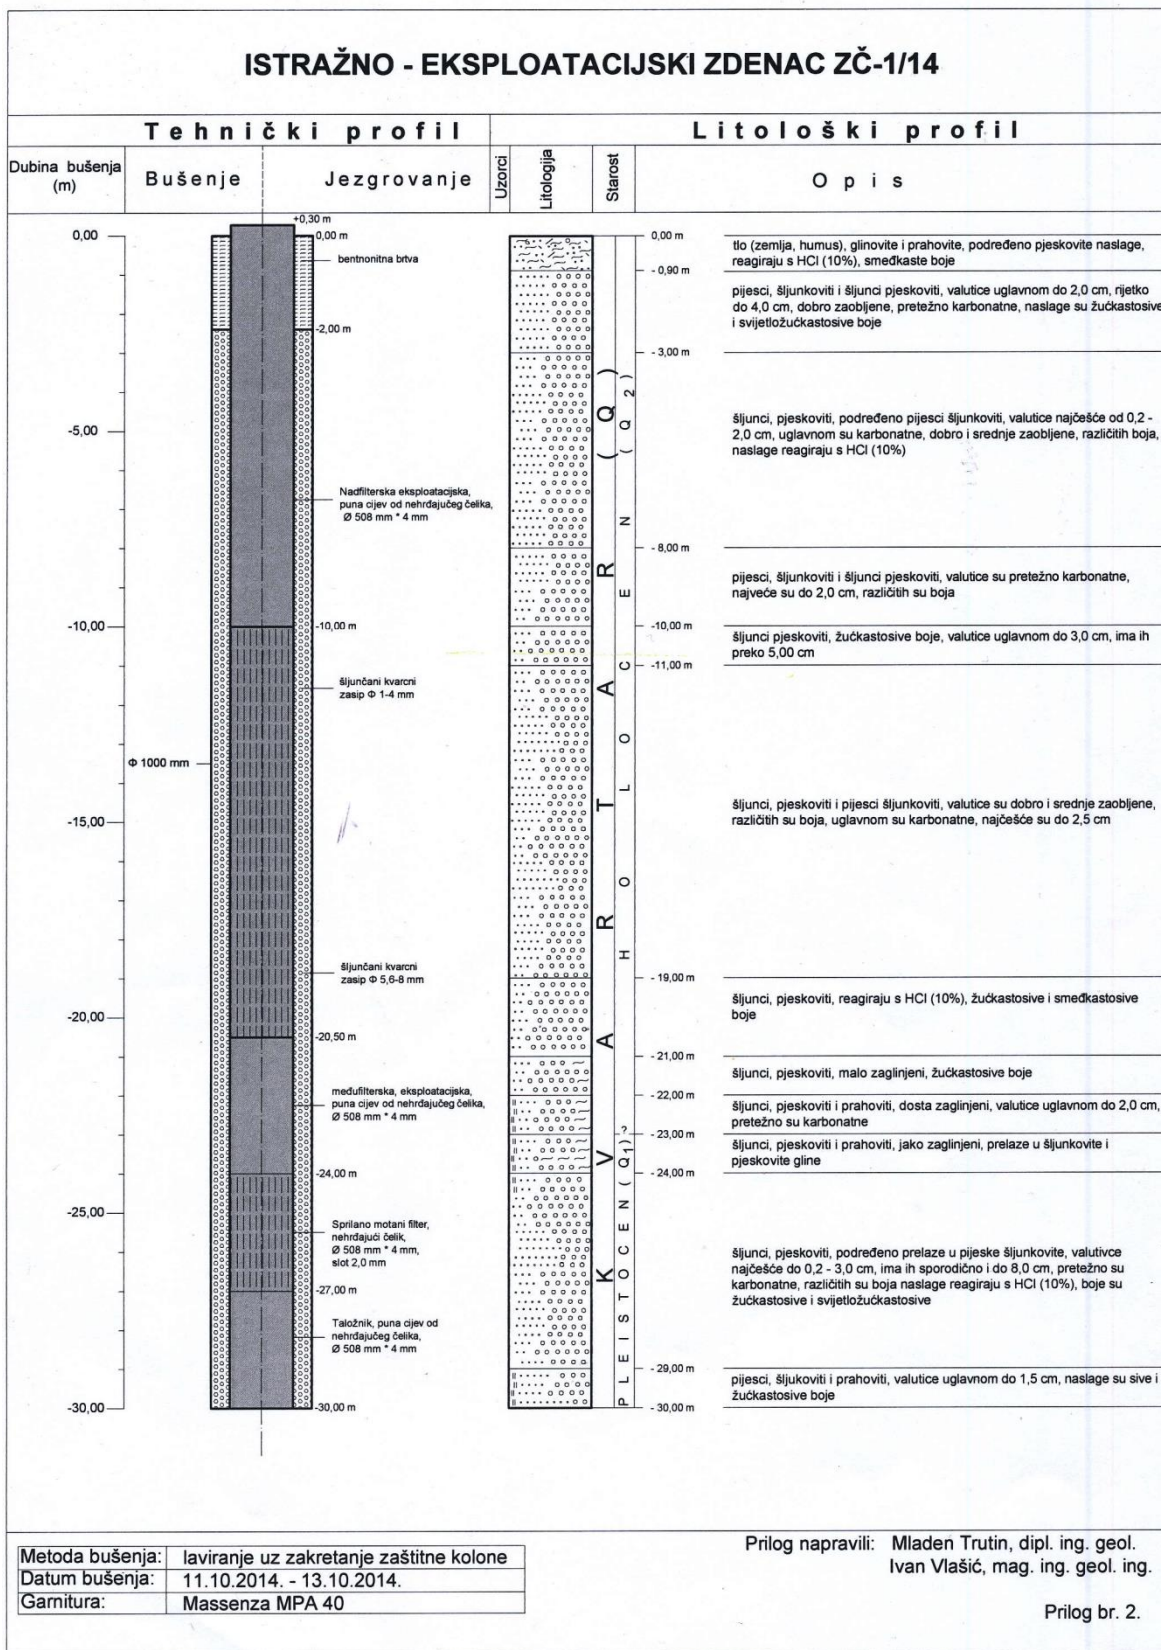 ISTRAŽNO - EKSPLOATACIJSKI ZDENAC ZČ-1/14
Tehnički profil
Litološki profil
Dubina bušenja
(m)
Bušenje
Jezgrovanje
Uzorci
Litologija
Starost
Opis
0,00
-5,00
-10,00
-15,00
-20,00
-25,00
-30,00
Φ 1000 mm
+0,30 m
0,00 m
bentnonitna brtva
-2,00 m
Nadfilterska eksploatacijska,
puna cijev od nehrđajučeg čelika,
Ø 508 mm * 4 mm
-10,00 m
šljunčani kvarcni
zasip Φ 1-4 mm
šljunčani kvarcni
zasip Φ 5,6-8 mm
-20,50 m
međufilterska, eksploatacijska,
puna cijev od nehrđajučeg čelika,
Ø 508 mm * 4 mm
-24,00 m
Sprilano motani filter,
nehrđajući čelik,
Ø 508 mm * 4 mm,
slot 2,0 mm
-27,00 m
Taložnik, puna cijev od
nehrđajučeg čelika,
Ø 508 mm * 4 mm
-30,00 m
KVARTAR (Q)
PLEISTOCEN (Q1) ?
HOLOCEN (Q2)
0,00 m
- 0,90 m
- 3,00 m
- 8,00 m
-10,00 m
-11,00 m
- 19,00 m
- 21,00 m
- 22,00 m
- 23,00 m
- 24,00 m
- 29,00 m
- 30,00 m
tlo (zemlja, humus), glinovite i prahovite, podređeno pjeskovite naslage,
reagiraju s HCl (10%), smeđkaste boje
pijesci, šljunkoviti i šljunci pjeskoviti, valutice uglavnom do 2,0 cm, rijetko
do 4,0 cm, dobro zaobljene, pretežno karbonatne, naslage su žućkastosive
i svijetložućkastosive boje
šljunci, pjeskoviti, podređeno pijesci šljunkoviti, valutice najčešće od 0,2 -
2,0 cm, uglavnom su karbonatne, dobro i srednje zaobljene, različitih boja,
naslage reagiraju s HCl (10%)
pijesci, šljunkoviti i šljunci pjeskoviti, valutice su pretežno karbonatne,
najveće su do 2,0 cm, različitih su boja
šljunci pjeskoviti, žućkastosive boje, valutice uglavnom do 3,0 cm, ima ih
preko 5,00 cm
šljunci, pjeskoviti i pijesci šljunkoviti, valutice su dobro i srednje zaobljene,
različitih su boja, uglavnom su karbonatne, najčešće su do 2,5 cm
šljunci, pjeskoviti, reagiraju s HCl (10%), žućkastosive i smeđkastosive
boje
šljunci, pjeskoviti, malo zaglinjeni, žućkastosive boje
šljunci, pjeskoviti i prahoviti, dosta zaglinjeni, valutice uglavnom do 2,0 cm,
pretežno su karbonatne
šljunci, pjeskoviti i prahoviti, jako zaglinjeni, prelaze u šljunkovite i
pjeskovite gline
šljunci, pjeskoviti, podređeno prelaze u pijeske šljunkovite, valutivce
najčešće do 0,2 - 3,0 cm, ima ih sporodično i do 8,0 cm, pretežno su
karbonatne, različitih su boja naslage reagiraju s HCl (10%), boje su
žućkastosive i svijetložućkastosive
pijesci, šljukoviti i prahoviti, valutice uglavnom do 1,5 cm, naslage su sive i
žućkastosive boje
Metoda bušenja: laviranje uz zakretanje zaštitne kolone
Datum bušenja: 11.10.2014. - 13.10.2014.
Garnitura: Massenza MPA 40
Prilog napravili: Mladen Trutin, dipl. ing. geol.
Ivan Vlašić, mag. ing. geol. ing.
Prilog br. 2.